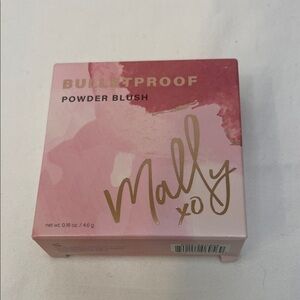 BULLETPROOF
POWDER BLUSH
Mally
xo
net wt. 0.16 oz. / 4.6 g